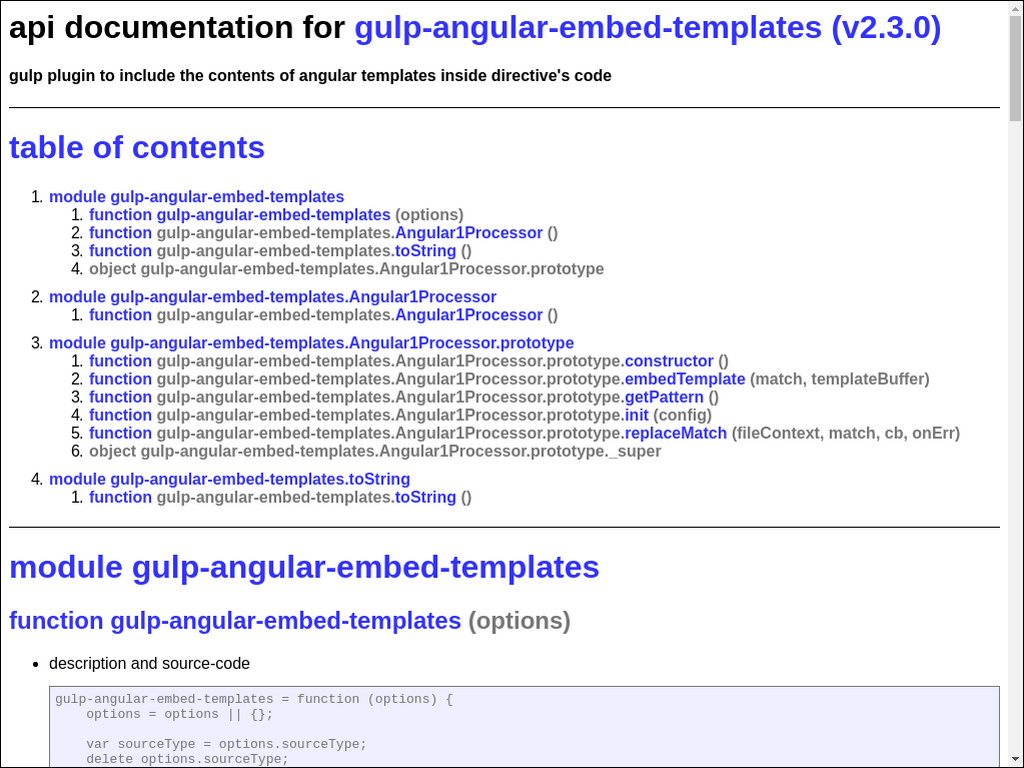 api documentation for gulp-angular-embed-templates (v2.3.0)
gulp plugin to include the contents of angular templates inside directive's code
table of contents
1. module gulp-angular-embed-templates
1. function gulp-angular-embed-templates (options)
2. function gulp-angular-embed-templates.Angular1Processor ()
3. function gulp-angular-embed-templates.toString ()
4. object gulp-angular-embed-templates.Angular1Processor.prototype
2. module gulp-angular-embed-templates.Angular1Processor
1. function gulp-angular-embed-templates.Angular1Processor ()
3. module gulp-angular-embed-templates.Angular1Processor.prototype
1. function gulp-angular-embed-templates.Angular1Processor.prototype.constructor ()
2. function gulp-angular-embed-templates.Angular1Processor.prototype.embedTemplate (match, templateBuffer)
3. function gulp-angular-embed-templates.Angular1Processor.prototype.getPattern ()
4. function gulp-angular-embed-templates.Angular1Processor.prototype.init (config)
5. function gulp-angular-embed-templates.Angular1Processor.prototype.replaceMatch (fileContext, match, cb, onErr)
6. object gulp-angular-embed-templates.Angular1Processor.prototype._super
4. module gulp-angular-embed-templates.toString
1. function gulp-angular-embed-templates.toString ()
module gulp-angular-embed-templates
function gulp-angular-embed-templates (options)
• description and source-code
gulp-angular-embed-templates = function (options) {
    options = options || {};
    var sourceType = options.sourceType;
    delete options.sourceType;